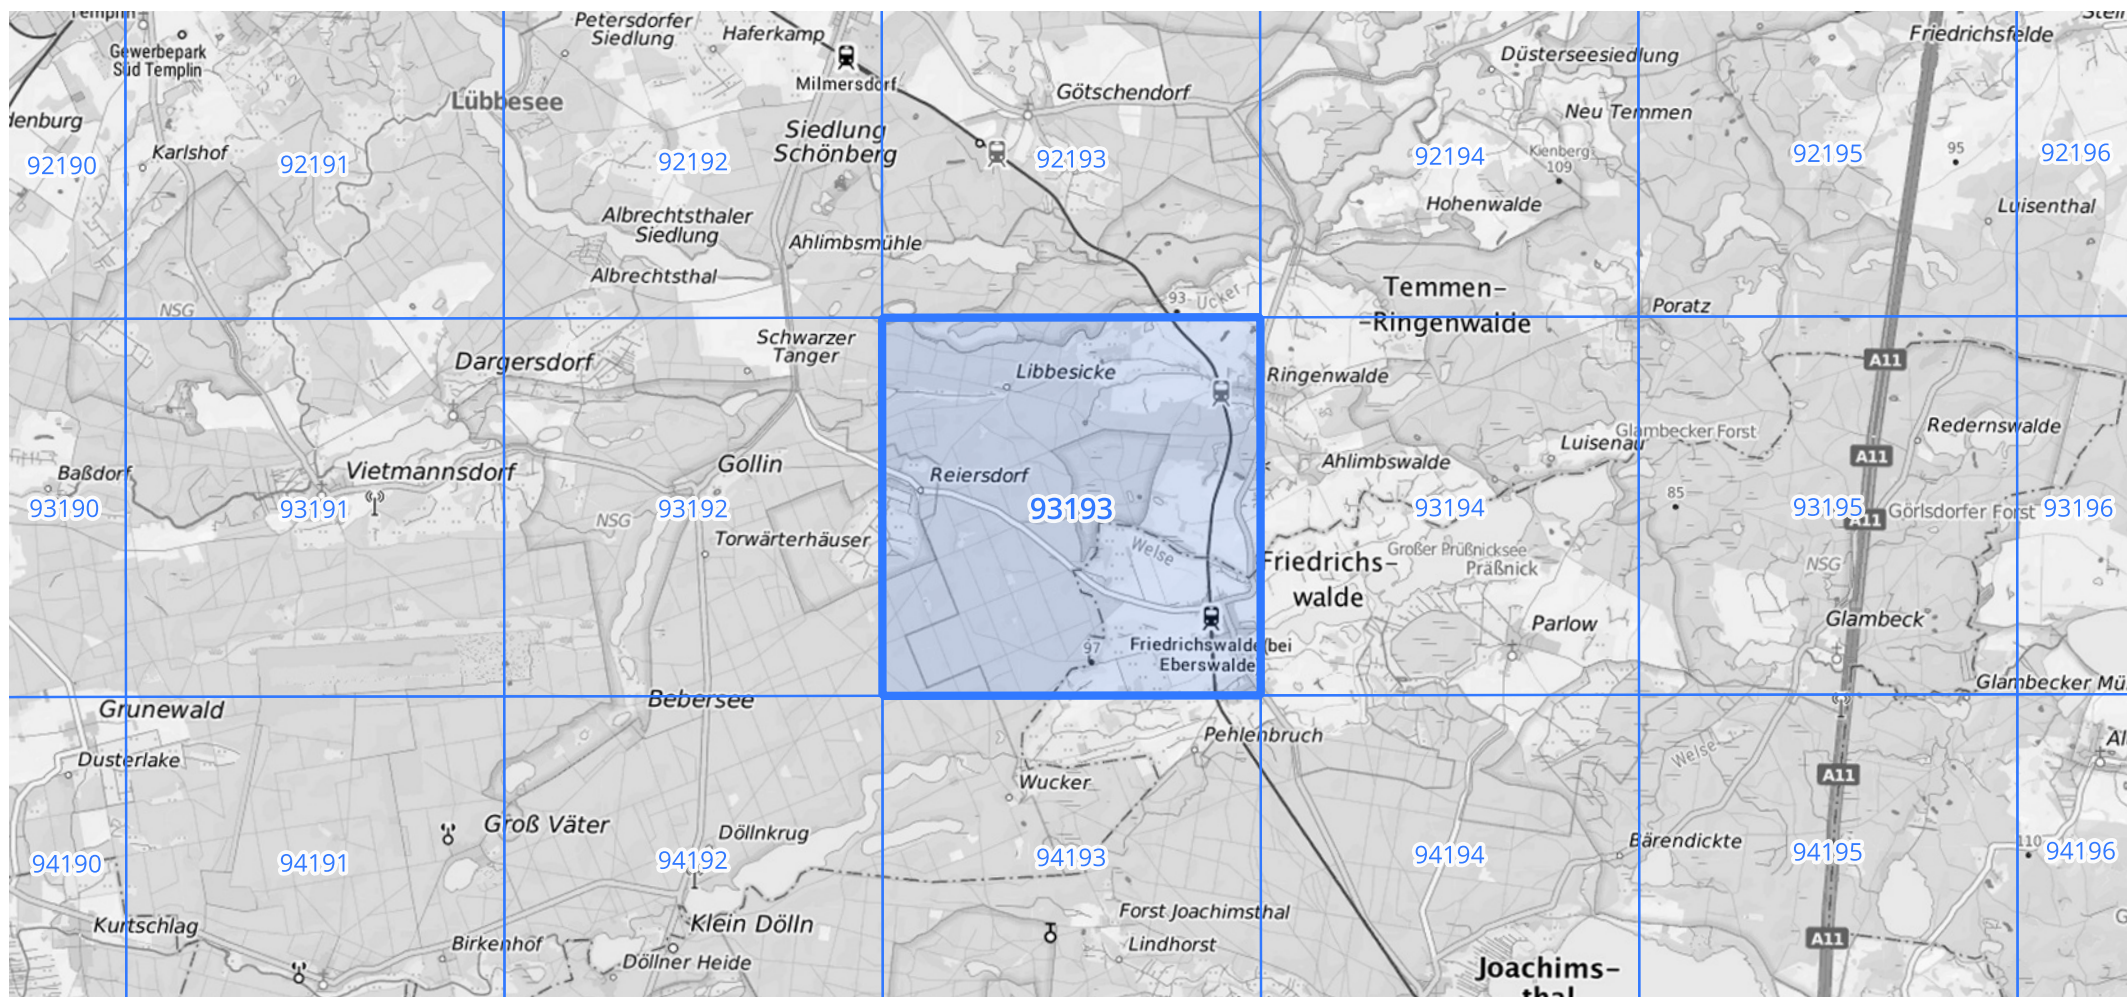 Gewerbepark
Süd Templin
Petersdorfer
Siedlung
Haferkamp
Milmersdorf
Lübbesee
denburg
Karlshof
92190
92191
92192
Siedlung
Schönberg
Götschendorf
92193
Düsterseesiedlung
Neu Temmen
Kienberg
109
92194
Hohenwalde
Friedrichsfelde
92195
95
92196
Luisenthal
Albrechtsthaler
Siedlung
Ahlimbsmühle
Albrechtsthal
NSG
93
Ucker
Temmen-
-Ringenwalde
Poratz
Schwarzer
Tanger
Dargersdorf
Libbesicke
Ringenwalde
A11
Baßdorf
Vietmannsdorf
Gollin
Reiersdorf
Ahlimbswalde
Luisenau
Glambecker Forst
Redernswalde
A11
93190
93191
NSG
93192
93193
93194
85
93195
A11
Görlsdorfer Forst
93196
Torwärterhäuser
Welse
Friedrichs-
walde
Großer Prüßnicksee
Präßnick
NSG
Parlow
Glambeck
97
Friedrichswalde(bei
Eberswalde
Grunewald
Bebersee
Glambecker Mü
Dusterlake
Pehlenbruch
Wucker
Welse
A11
Groß Väter
Döllnkrug
Bärendickte
94190
94191
94192
94193
94194
94195
110
94196
Kurtschlag
Birkenhof
Klein Dölln
Döllner Heide
Forst Joachimsthal
Lindhorst
Joachims-
thal
A11